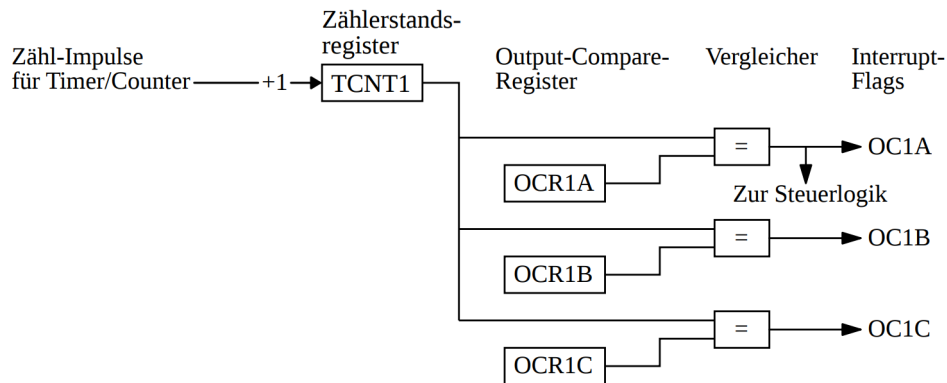 Zählerstands-
register
Zähl-Impulse
für Timer/Counter
+1
TCNT1
Output-Compare-
Register
Vergleicher
Interrupt-
Flags
=
OC1A
OCR1A
Zur Steuerlogik
=
OC1B
OCR1B
=
OC1C
OCR1C